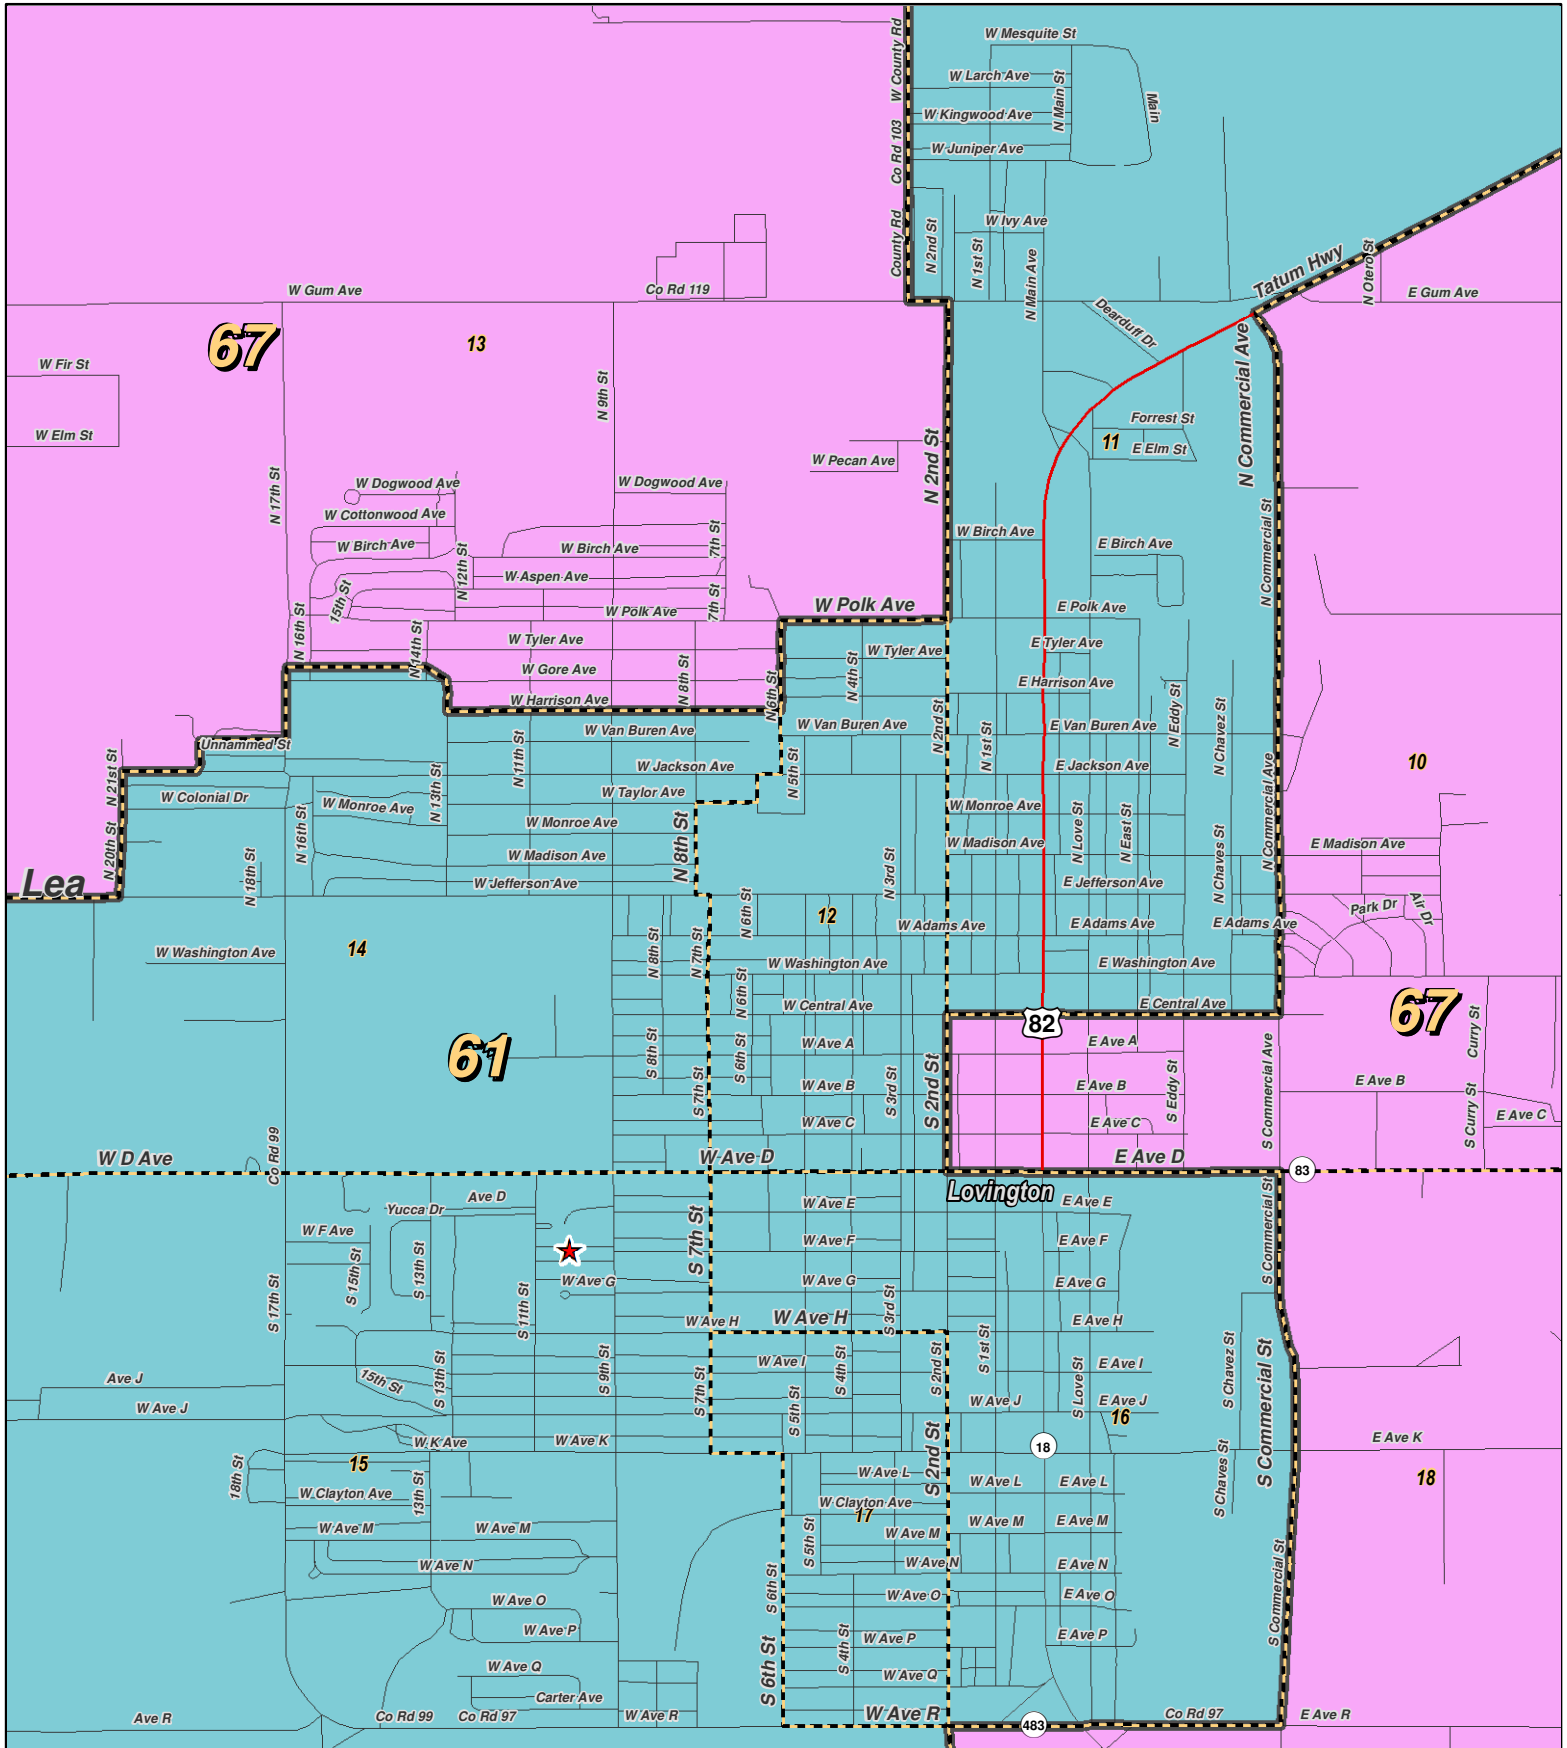 W County Rd
W Mesquite St
W Larch Ave
N Main St
Main
W Kingwood Ave
Co Rd 103
W Juniper Ave
County Rd
N 2nd St
N 1st St
W Ivy Ave
N Main Ave
Tatum Hwy
N Otero St
W Gum Ave
Co Rd 119
E Gum Ave
Dearduff Dr
67
13
N Commercial Ave
W Fir St
N 9th St
W Elm St
Forrest St
11
E Elm St
W Pecan Ave
N 2nd St
N 17th St
W Dogwood Ave
W Dogwood Ave
W Cottonwood Ave
W Birch Ave
W Birch Ave
7th St
W Birch Ave
E Birch Ave
N Commercial St
N 12th St
W Aspen Ave
15th St
W Polk Ave
7th St
W Polk Ave
E Polk Ave
N 16th St
N 14th St
W Tyler Ave
W Tyler Ave
E Tyler Ave
W Gore Ave
N 8th St
N 4th St
E Harrison Ave
W Harrison Ave
N 6th St
N 2nd St
N Eddy St
N Chavez St
W Van Buren Ave
W Van Buren Ave
E Van Buren Ave
Unnammed St
N 11th St
N 1st St
N 21st St
W Jackson Ave
N 5th St
E Jackson Ave
10
N 13th St
W Colonial Dr
W Monroe Ave
W Taylor Ave
W Monroe Ave
N Commercial Ave
N 16th St
W Monroe Ave
N 8th St
N Love St
N East St
N 20th St
W Madison Ave
W Madison Ave
E Madison Ave
N 18th St
W Jefferson Ave
N 3rd St
E Jefferson Ave
N Chaves St
Lea
N 6th St
12
W Adams Ave
E Adams Ave
E Adams Ave
Park Dr
Air Dr
W Washington Ave
14
N 8th St
N 7th St
W Washington Ave
E Washington Ave
N 6th St
W Central Ave
E Central Ave
67
82
61
S 8th St
S 6th St
W Ave A
E Ave A
S Commercial Ave
Curry St
S 7th St
W Ave B
S 3rd St
S 2nd St
E Ave B
S Eddy St
E Ave B
W Ave C
E Ave C
S Curry St
E Ave C
W D Ave
Co Rd 99
W Ave D
E Ave D
83
Lovington
Ave D
Yucca Dr
W Ave E
E Ave E
W F Ave
S 7th St
W Ave F
E Ave F
S Commercial St
S 15th St
S 13th St
W Ave G
W Ave G
E Ave G
S 17th St
S 11th St
W Ave H
W Ave H
S 3rd St
E Ave H
S 1st St
S Chavez St
S Commercial St
15th St
S 13th St
S 9th St
S 7th St
W Ave I
S 4th St
S 2nd St
E Ave I
S Love St
Ave J
W Ave J
S 5th St
W Ave J
E Ave J
16
W K Ave
W Ave K
18
E Ave K
18th St
15
13th St
W Ave L
S 2nd St
W Ave L
E Ave L
S Chaves St
18
W Clayton Ave
W Clayton Ave
17
W Ave M
W Ave M
S 5th St
W Ave M
W Ave M
E Ave M
W Ave N
W Ave N
E Ave N
S Commercial St
W Ave O
S 6th St
W Ave O
E Ave O
W Ave P
S 4th St
W Ave P
E Ave P
W Ave Q
S 6th St
W Ave Q
Carter Ave
Ave R
Co Rd 99
Co Rd 97
W Ave R
W Ave R
483
Co Rd 97
E Ave R